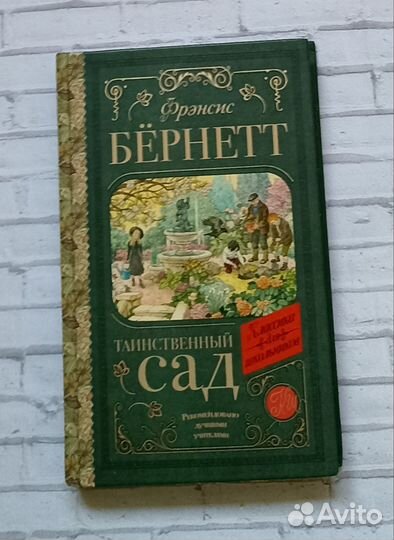 Фрэнсис
БЁРНЕТТ
ТАИНСТВЕННЫЙ
САД
КЛАССИКА
ДЛЯ
ШКОЛЬНИКОВ
РЕКОМЕНДОВАНО
ЛУЧШИМИ
УЧИТЕЛЯМИ
Avito